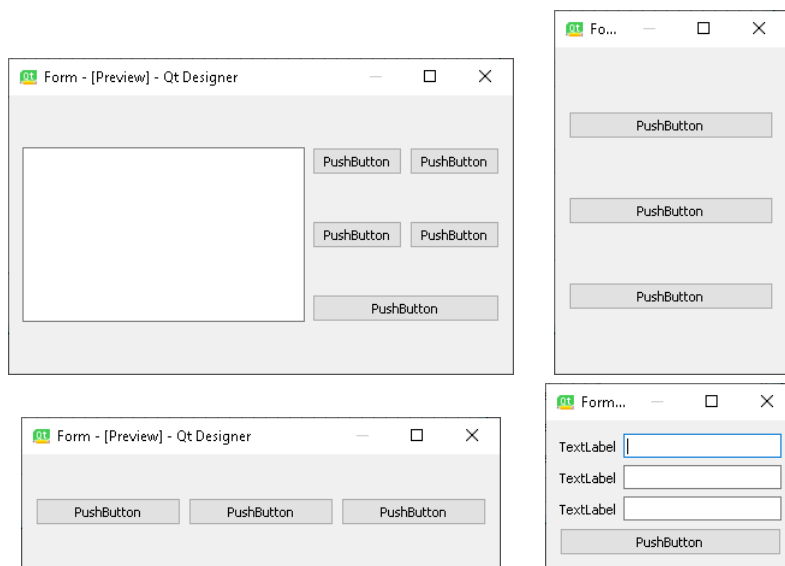 Form - [Preview] - Qt Designer
PushButton PushButton
PushButton PushButton
PushButton
Fo...
PushButton
PushButton
PushButton
Form - [Preview] - Qt Designer
PushButton PushButton PushButton
Form...
TextLabel
TextLabel
TextLabel
PushButton